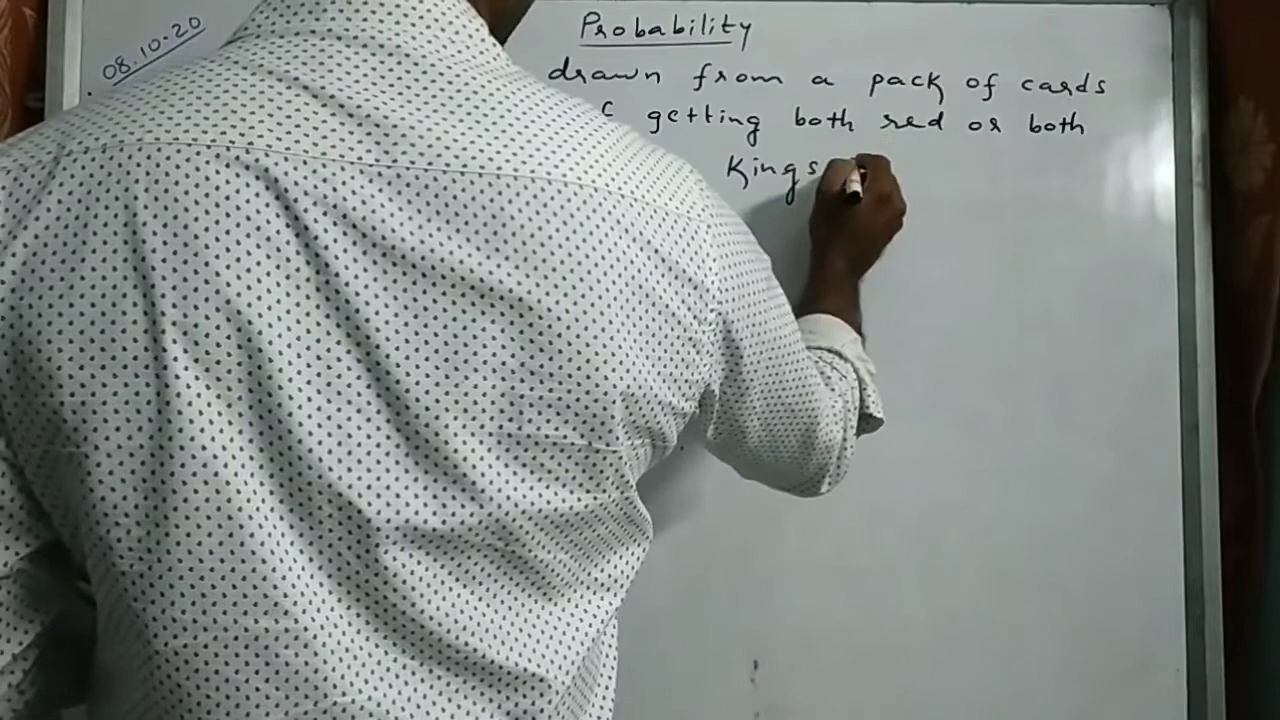 Probability
08.10.20
drawn from a pack of cards
getting both red or both
Kings